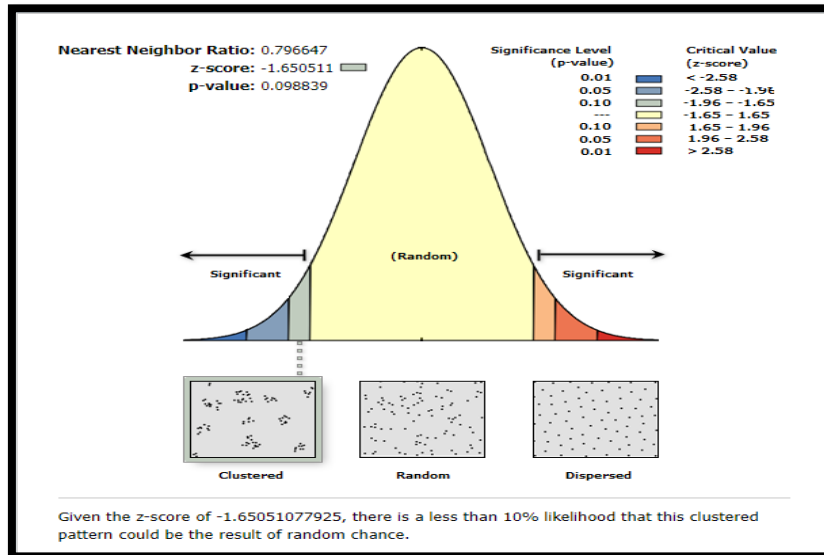 Nearest Neighbor Ratio: 0.796647
z-score: -1.650511
p-value: 0.098839
Significance Level
(p-value)
Critical Value
(z-score)
0.01 < -2.58
0.05 -2.58 – -1.96
0.10 -1.96 – -1.65
--- -1.65 – 1.65
0.10 1.65 – 1.96
0.05 1.96 – 2.58
0.01 > 2.58
(Random)
Significant
Significant
Clustered
Random
Dispersed
Given the z-score of -1.65051077925, there is a less than 10% likelihood that this clustered
pattern could be the result of random chance.